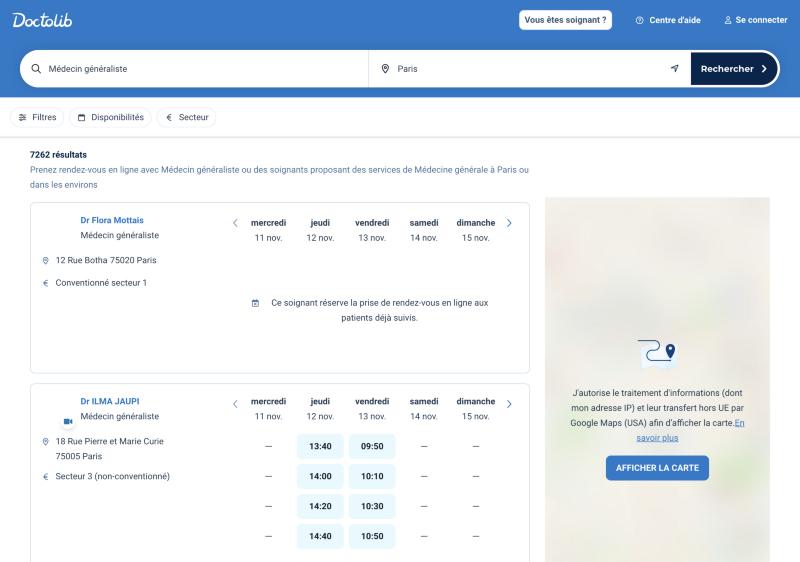 Doctolib
Vous êtes soignant ?
Centre d'aide
Se connecter
Médecin généraliste
Paris
Rechercher
Filtres
Disponibilités
Secteur
7262 résultats
Prenez rendez-vous en ligne avec Médecin généraliste ou des soignants proposant des services de Médecine générale à Paris ou
dans les environs
Dr Flora Mottais
Médecin généraliste
12 Rue Botha 75020 Paris
Conventionné secteur 1
mercredi jeudi vendredi samedi dimanche
11 nov. 12 nov. 13 nov. 14 nov. 15 nov.
Ce soignant réserve la prise de rendez-vous en ligne aux
patients déjà suivis.
Dr ILMA JAUPI
Médecin généraliste
18 Rue Pierre et Marie Curie
75005 Paris
Secteur 3 (non-conventionné)
mercredi jeudi vendredi samedi dimanche
11 nov. 12 nov. 13 nov. 14 nov. 15 nov.
— 13:40 09:50 — —
— 14:00 10:10 — —
— 14:20 10:30 — —
— 14:40 10:50 — —
J'autorise le traitement d'informations (dont
mon adresse IP) et leur transfert hors UE par
Google Maps (USA) afin d'afficher la carte.En
savoir plus
AFFICHER LA CARTE